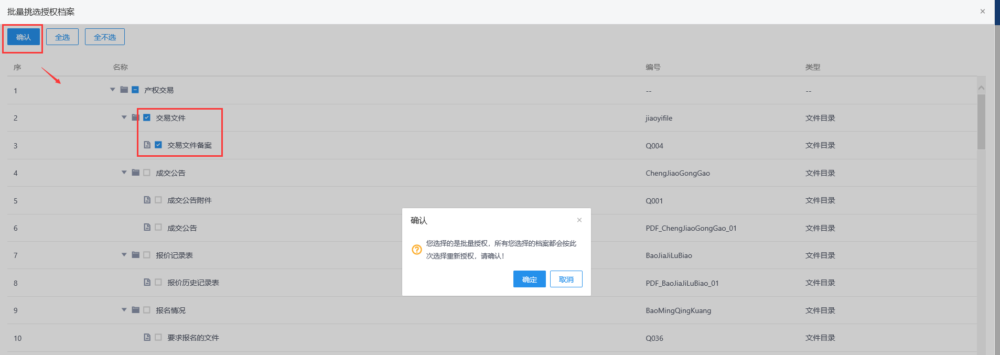 批量挑选授权档案
确认 全选 全不选
序 名称 编号 类型
1 产权交易 -- --
2 交易文件 jiaoyifile 文件目录
3 交易文件备案 Q004 文件目录
4 成交公告 ChengJiaoGongGao 文件目录
5 成交公告附件 Q001 文件目录
6 成交公告 PDF_ChengJiaoGongGao_01 文件目录
7 报价记录表 BaoJiaJiLuBiao 文件目录
8 报价历史记录表 PDF_BaoJiaJiLuBiao_01 文件目录
9 报名情况 BaoMingQingKuang 文件目录
10 要求报名的文件 Q036 文件目录
确认
您选择的是批量授权，所有您选择的档案都会按此
次选择重新授权，请确认！
确定 取消